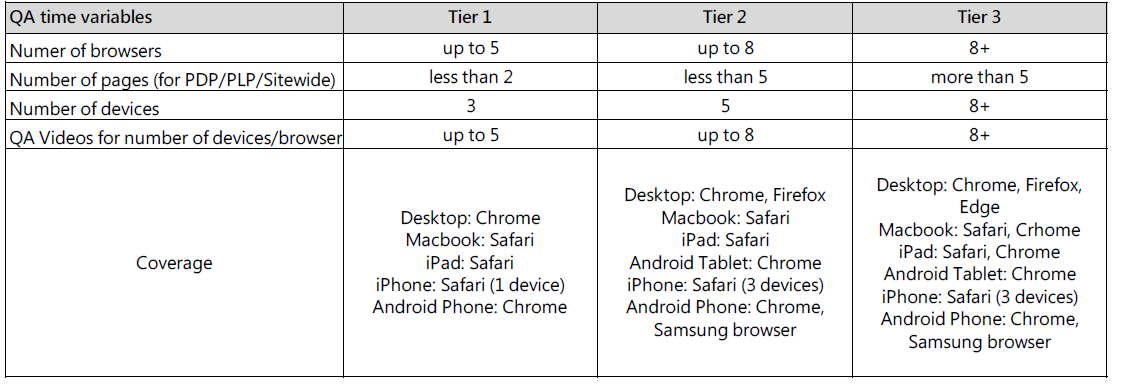 QA time variables Tier 1 Tier 2 Tier 3
Numer of browsers up to 5 up to 8 8+
Number of pages (for PDP/PLP/Sitewide) less than 2 less than 5 more than 5
Number of devices 3 5 8+
QA Videos for number of devices/browser up to 5 up to 8 8+
Coverage
Desktop: Chrome
Macbook: Safari
iPad: Safari
iPhone: Safari (1 device)
Android Phone: Chrome
Desktop: Chrome, Firefox
Macbook: Safari
iPad: Safari
Android Tablet: Chrome
iPhone: Safari (3 devices)
Android Phone: Chrome,
Samsung browser
Desktop: Chrome, Firefox,
Edge
Macbook: Safari, Crhome
iPad: Safari, Chrome
Android Tablet: Chrome
iPhone: Safari (3 devices)
Android Phone: Chrome,
Samsung browser